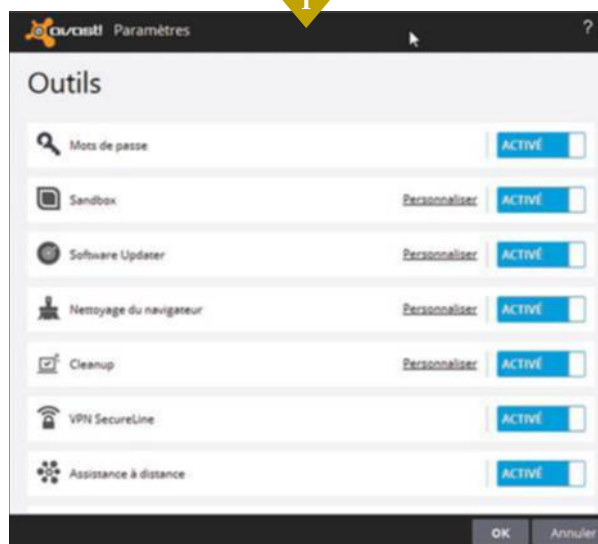 1
avast! Paramètres ?
Outils
Mots de passe ACTIVÉ
Sandbox Personnaliser ACTIVÉ
Software Updater Personnaliser ACTIVÉ
Nettoyage du navigateur Personnaliser ACTIVÉ
Cleanup Personnaliser ACTIVÉ
VPN SecureLine ACTIVÉ
Assistance à distance ACTIVÉ
OK Annuler